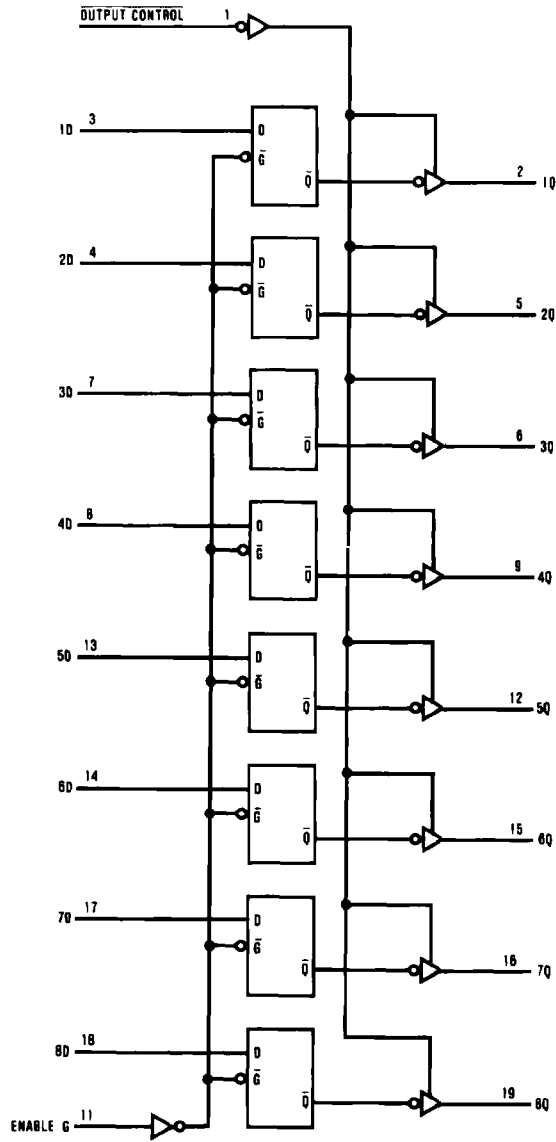 OUTPUT CONTROL 1
1D 3 D
G
Q 2 1Q
2D 4 D
G
Q 5 2Q
3D 7 D
G
Q 6 3Q
4D 8 D
G
Q 9 4Q
5D 13 D
G
Q 12 5Q
6D 14 D
G
Q 15 6Q
7D 17 D
G
Q 16 7Q
8D 18 D
G
Q 19 8Q
ENABLE G 11